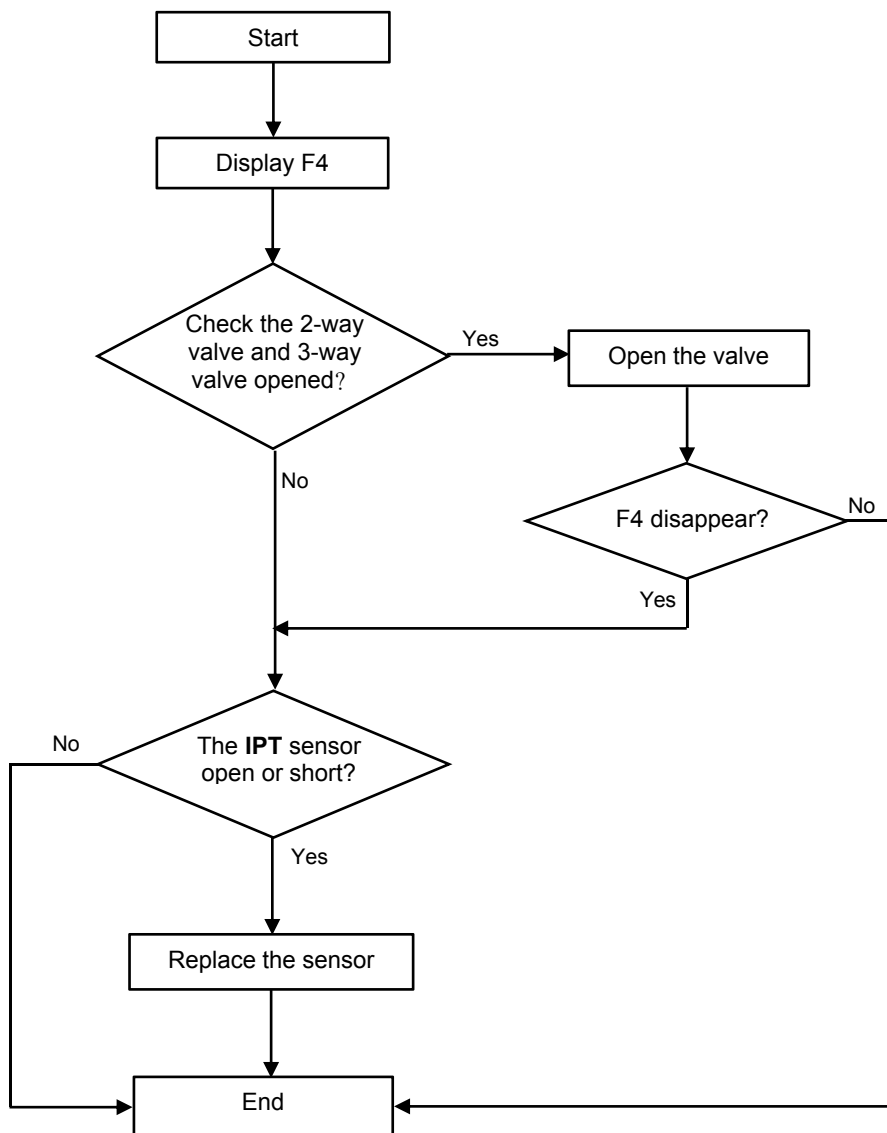 Start
Display F4
Check the 2-way
valve and 3-way
valve opened?
Yes
Open the valve
No
F4 disappear?
No
Yes
No
The IPT sensor
open or short?
Yes
Replace the sensor
End